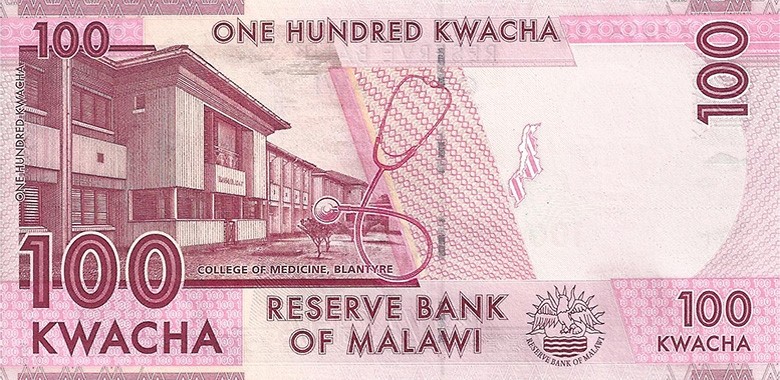 100
ONE HUNDRED KWACHA
100
ONE HUNDRED KWACHA
COLLEGE OF MEDICINE, BLANTYRE
100
KWACHA
RESERVE BANK
OF MALAWI
RESERVE BANK OF MALAWI
100
KWACHA